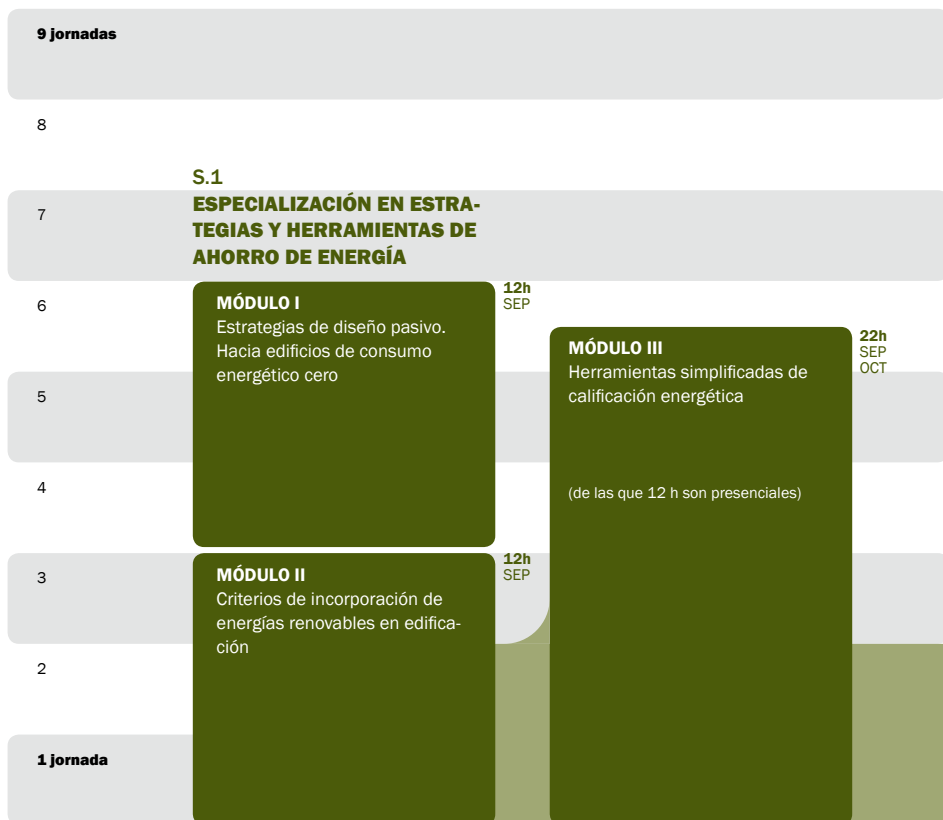 9 jornadas
8
S.1
7
ESPECIALIZACIÓN EN ESTRA-
TEGIAS Y HERRAMIENTAS DE
AHORRO DE ENERGÍA
6
MÓDULO I
Estrategias de diseño pasivo.
Hacia edificios de consumo
energético cero
12h
SEP
MÓDULO III
Herramientas simplificadas de
calificación energética
(de las que 12 h son presenciales)
22h
SEP
OCT
5
4
3
MÓDULO II
Criterios de incorporación de
energías renovables en edifica-
ción
12h
SEP
2
1 jornada